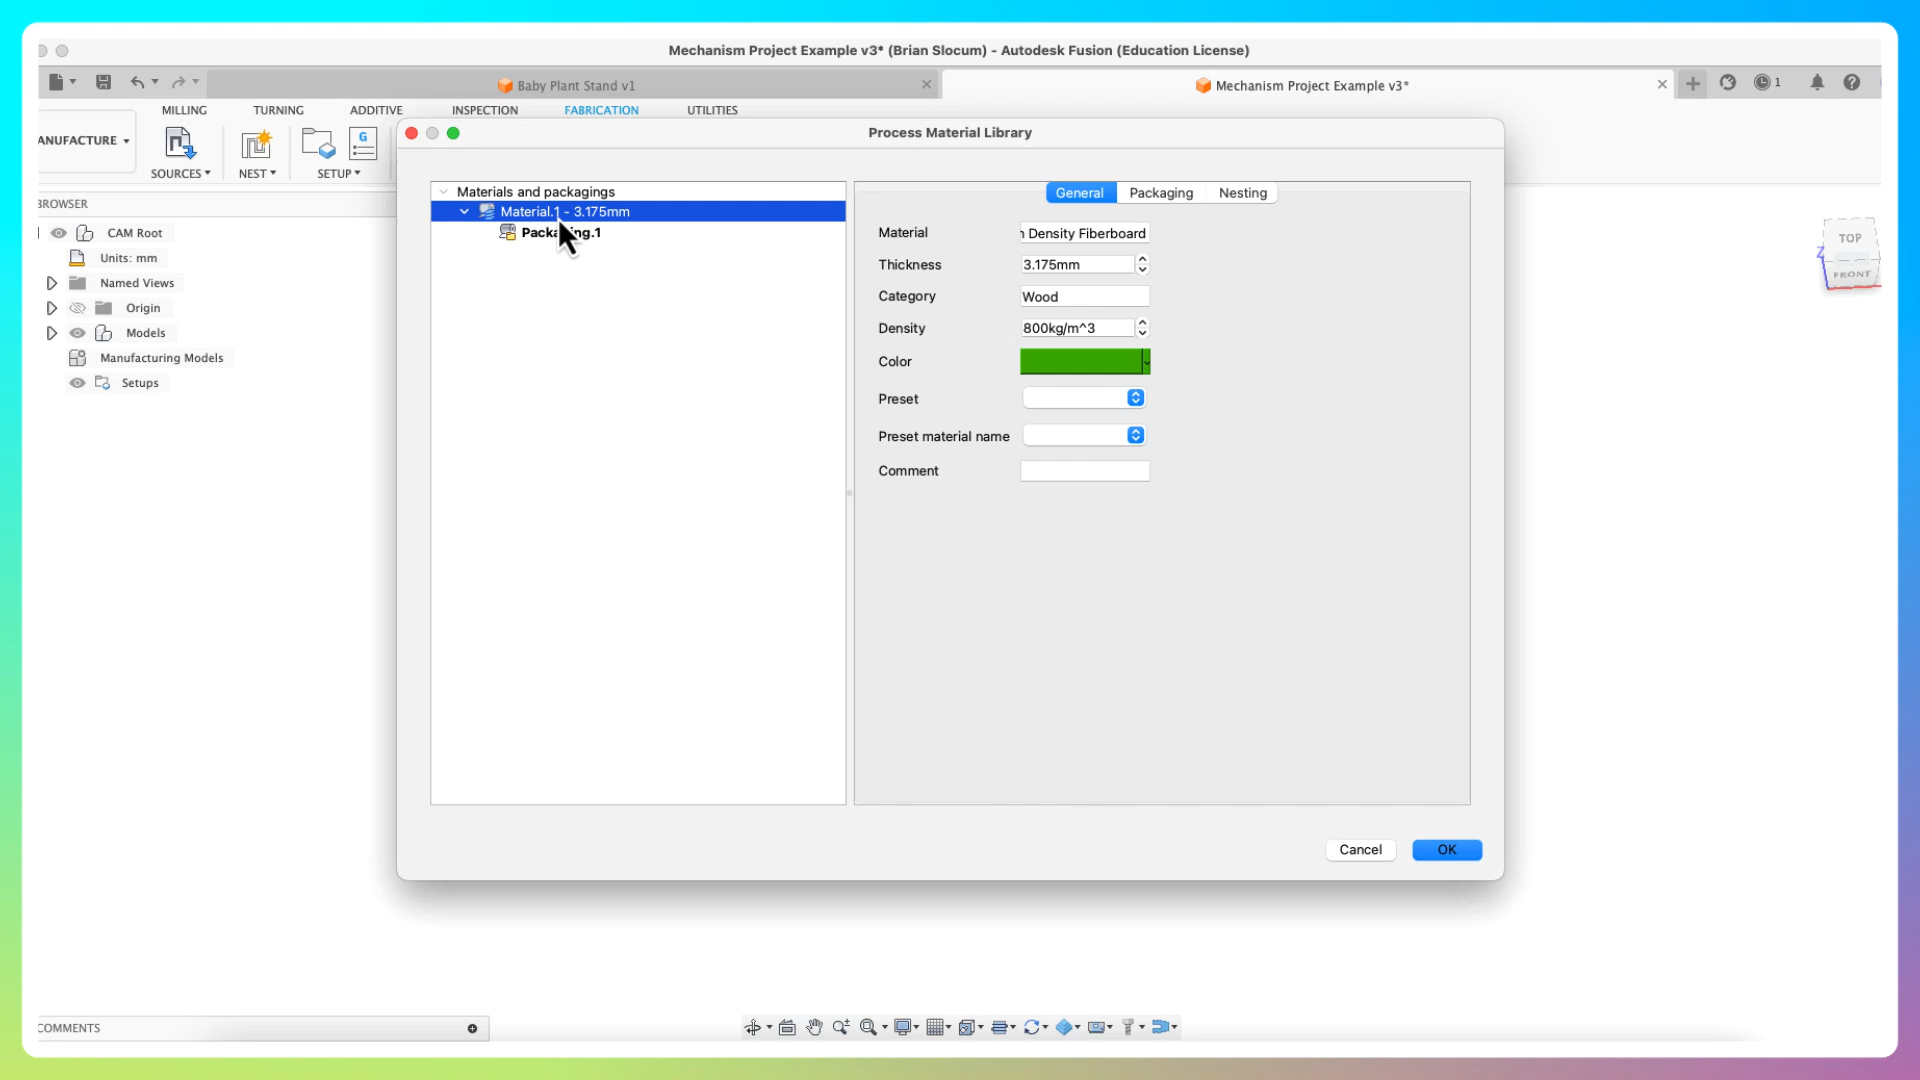 Mechanism Project Example v3* (Brian Slocum) - Autodesk Fusion (Education License)
Baby Plant Stand v1
Mechanism Project Example v3*
1
MILLING TURNING ADDITIVE INSPECTION FABRICATION UTILITIES
ANUFACTURE
SOURCES NEST SETUP
G
Process Material Library
BROWSER
CAM Root
Units: mm
Named Views
Origin
Models
Manufacturing Models
Setups
Materials and packagings
Material.1 - 3.175mm
General Packaging Nesting
Material Density Fiberboard
Thickness 3.175mm
Category Wood
Density 800kg/m^3
Color
Preset
Preset material name
Comment
Cancel OK
TOP
FRONT
Z
COMMENTS